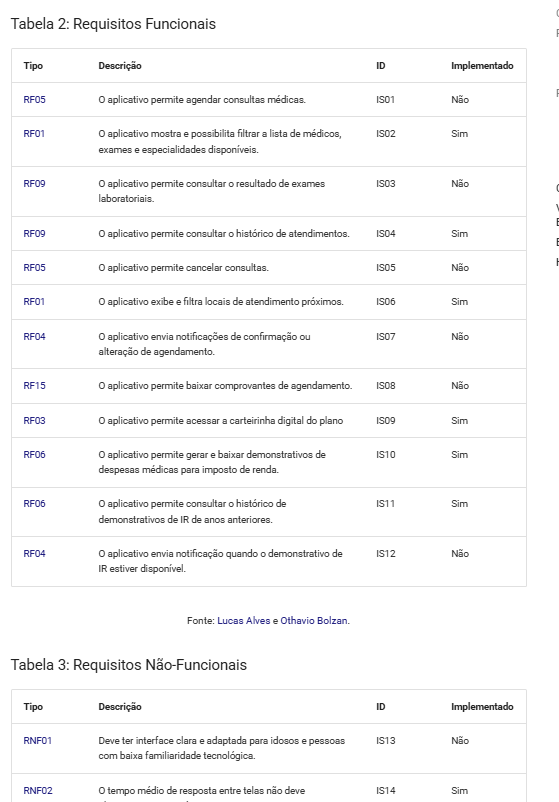 Tabela 2: Requisitos Funcionais
Tipo Descrição ID Implementado
RF05 O aplicativo permite agendar consultas médicas. IS01 Não
RF01 O aplicativo mostra e possibilita filtrar a lista de médicos, IS02 Sim
exames e especialidades disponíveis.
RF09 O aplicativo permite consultar o resultado de exames IS03 Não
laboratoriais.
RF09 O aplicativo permite consultar o histórico de atendimentos. IS04 Sim
RF05 O aplicativo permite cancelar consultas. IS05 Não
RF01 O aplicativo exibe e filtra locais de atendimento próximos. IS06 Sim
RF04 O aplicativo envia notificações de confirmação ou IS07 Não
alteração de agendamento.
RF15 O aplicativo permite baixar comprovantes de agendamento. IS08 Não
RF03 O aplicativo permite acessar a carteirinha digital do plano IS09 Sim
RF06 O aplicativo permite gerar e baixar demonstrativos de IS10 Sim
despesas médicas para imposto de renda.
RF06 O aplicativo permite consultar o histórico de IS11 Sim
demonstrativos de IR de anos anteriores.
RF04 O aplicativo envia notificação quando o demonstrativo de IS12 Não
IR estiver disponível.
Fonte: Lucas Alves e Othavio Bolzan.
Tabela 3: Requisitos Não-Funcionais
Tipo Descrição ID Implementado
RNF01 Deve ter interface clara e adaptada para idosos e pessoas IS13 Não
com baixa familiaridade tecnológica.
RNF02 O tempo médio de resposta entre telas não deve IS14 Sim